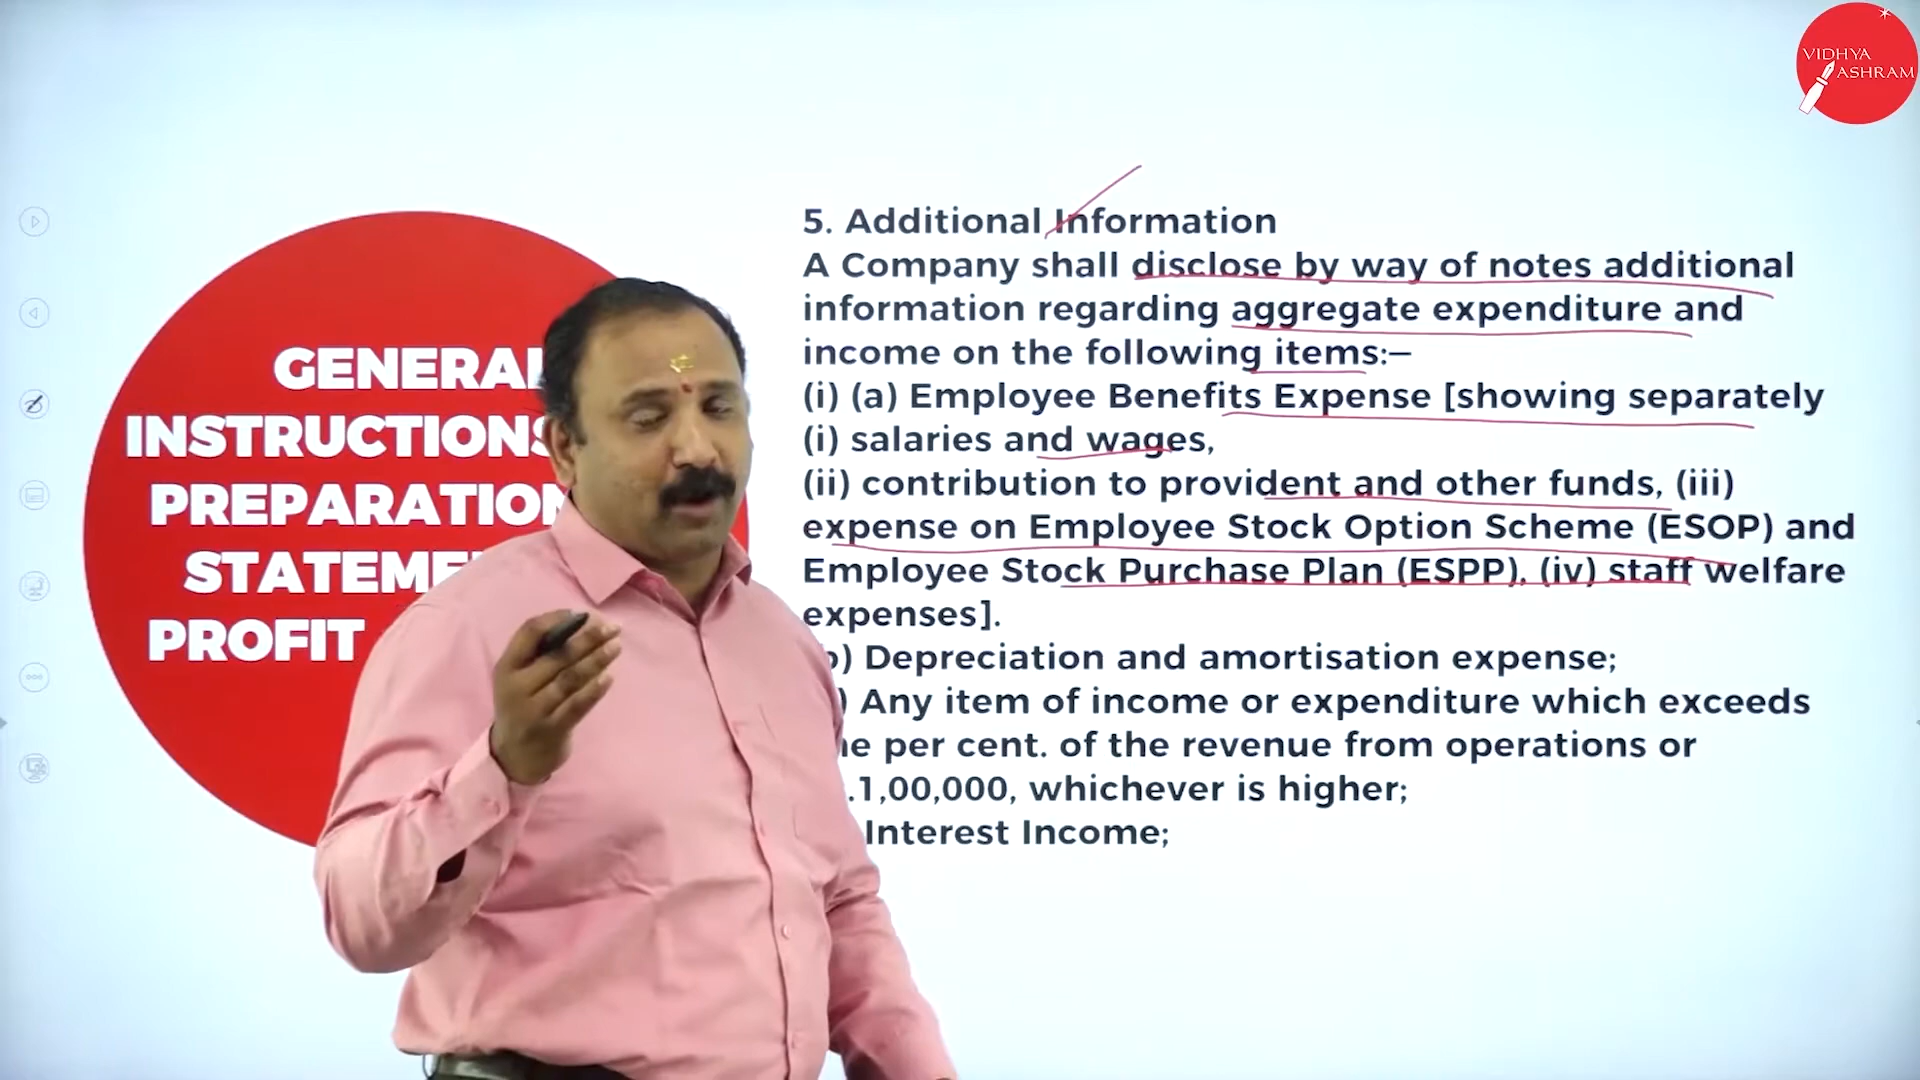 VIDHYA
ASHRAM
GENERAL
INSTRUCTIONS
PREPARATION
PROFIT
5. Additional Information
A Company shall disclose by way of notes additional
information regarding aggregate expenditure and
income on the following items:—
(i) (a) Employee Benefits Expense [showing separately
(i) salaries and wages,
(ii) contribution to provident and other funds, (iii)
expense on Employee Stock Option Scheme (ESOP) and
Employee Stock Purchase Plan (ESPP), (iv) staff welfare
expenses].
Depreciation and amortisation expense;
Any item of income or expenditure which exceeds
per cent. of the revenue from operations or
1,00,000, whichever is higher;
Interest Income;